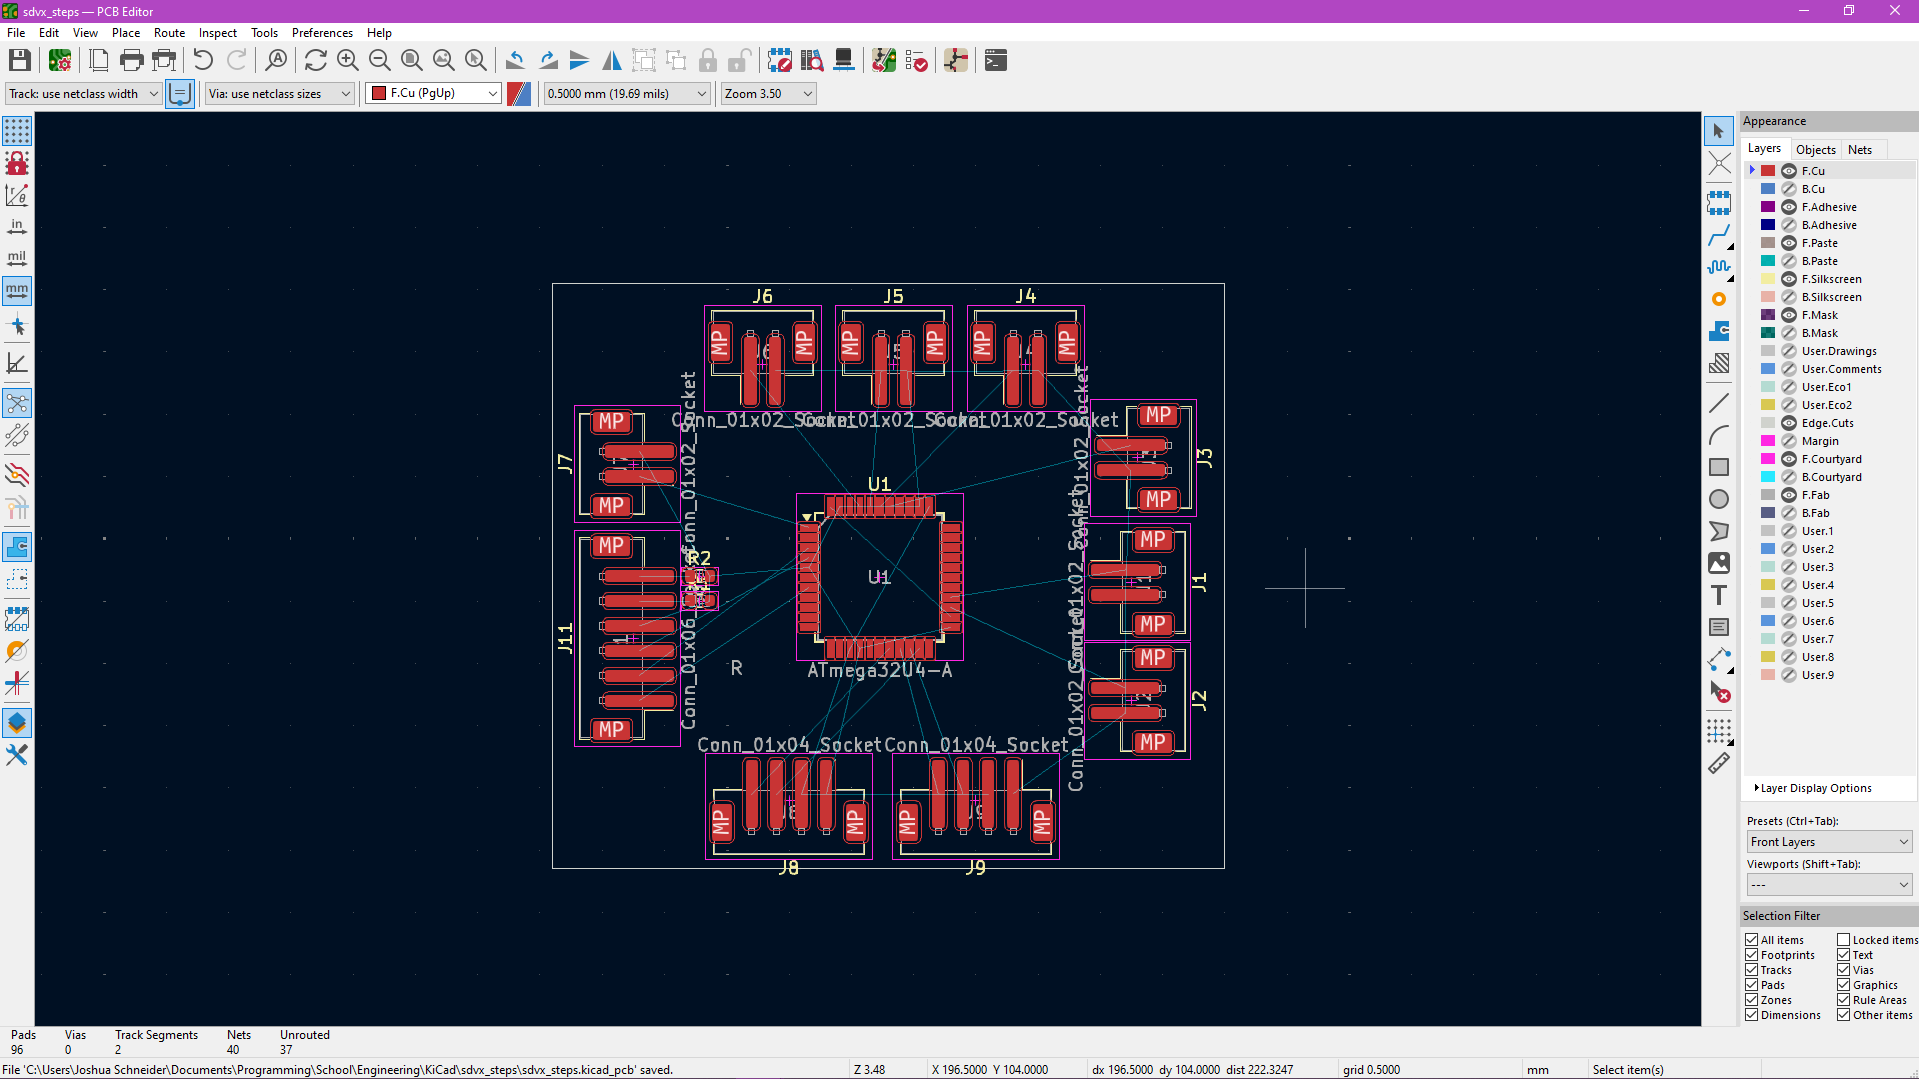 sdvx_steps — PCB Editor
File Edit View Place Route Inspect Tools Preferences Help
Track: use netclass width
Via: use netclass sizes
F.Cu (PgUp)
0.5000 mm (19.69 mils)
Zoom 3.50
in
mil
mm
J6 J5 J4
MP MP MP MP MP MP
Conn_01x02_Socket
Conn_01x02_Socket
Conn_01x02_Socket
J7
MP
MP
Conn_01x02_Socket
J3
MP
MP
Conn_01x02_Socket
U1
U1
ATmega32U4-A
J11
MP
MP
R2
R
J1
MP
MP
Conn_01x02_Socket
J2
MP
MP
Conn_01x02_Socket
Conn_01x04_Socket
Conn_01x04_Socket
MP MP MP MP
J8 J9
Appearance
Layers Objects Nets
F.Cu
B.Cu
F.Adhesive
B.Adhesive
F.Paste
B.Paste
F.Silkscreen
B.Silkscreen
F.Mask
B.Mask
User.Drawings
User.Comments
User.Eco1
User.Eco2
Edge.Cuts
Margin
F.Courtyard
B.Courtyard
F.Fab
B.Fab
User.1
User.2
User.3
User.4
User.5
User.6
User.7
User.8
User.9
Layer Display Options
Presets (Ctrl+Tab):
Front Layers
Viewports (Shift+Tab):
---
Selection Filter
All items Locked items
Footprints Text
Tracks Vias
Pads Graphics
Zones Rule Areas
Dimensions Other items
Pads Vias Track Segments Nets Unrouted
96 0 2 40 37
File 'C:\Users\Joshua Schneider\Documents\Programming\School\Engineering\KiCad\sdvx_steps\sdvx_steps.kicad_pcb' saved.
Z 3.48
X 196.5000 Y 104.0000
dx 196.5000 dy 104.0000 dist 222.3247
grid 0.5000
mm
Select item(s)